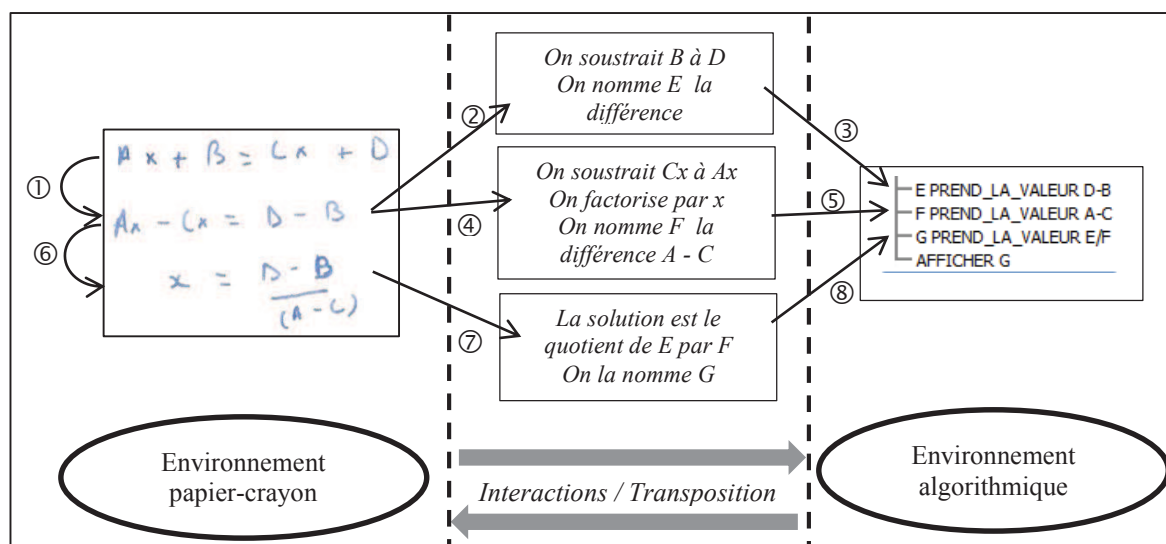 ①
⑥
Ax + B = Cx + D
Ax - Cx = D - B
x = D - B
(A - C)
②
④
⑦
On soustrait B à D
On nomme E la
différence
On soustrait Cx à Ax
On factorise par x
On nomme F la
différence A - C
La solution est le
quotient de E par F
On la nomme G
③
⑤
⑧
E PREND_LA_VALEUR D-B
F PREND_LA_VALEUR A-C
G PREND_LA_VALEUR E/F
AFFICHER G
Environnement
papier-crayon
Interactions / Transposition
Environnement
algorithmique